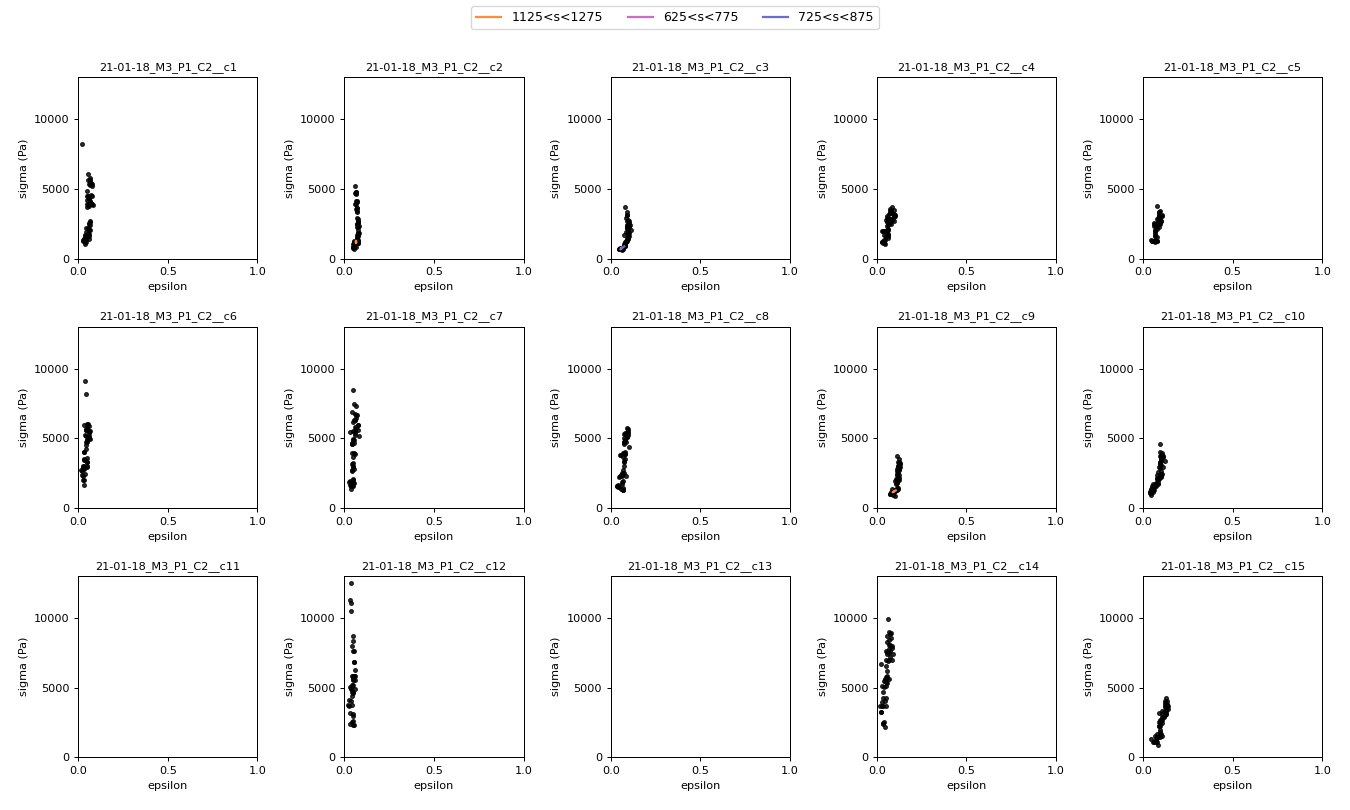 1125<s<1275 625<s<775 725<s<875
21-01-18_M3_P1_C2__c1 21-01-18_M3_P1_C2__c2 21-01-18_M3_P1_C2__c3 21-01-18_M3_P1_C2__c4 21-01-18_M3_P1_C2__c5
10000 10000 10000 10000 10000
sigma (Pa) sigma (Pa) sigma (Pa) sigma (Pa) sigma (Pa)
5000 5000 5000 5000 5000
0 0 0 0 0
0.0 0.5 1.0 0.0 0.5 1.0 0.0 0.5 1.0 0.0 0.5 1.0 0.0 0.5 1.0
epsilon epsilon epsilon epsilon epsilon
21-01-18_M3_P1_C2__c6 21-01-18_M3_P1_C2__c7 21-01-18_M3_P1_C2__c8 21-01-18_M3_P1_C2__c9 21-01-18_M3_P1_C2__c10
10000 10000 10000 10000 10000
sigma (Pa) sigma (Pa) sigma (Pa) sigma (Pa) sigma (Pa)
5000 5000 5000 5000 5000
0 0 0 0 0
0.0 0.5 1.0 0.0 0.5 1.0 0.0 0.5 1.0 0.0 0.5 1.0 0.0 0.5 1.0
epsilon epsilon epsilon epsilon epsilon
21-01-18_M3_P1_C2__c11 21-01-18_M3_P1_C2__c12 21-01-18_M3_P1_C2__c13 21-01-18_M3_P1_C2__c14 21-01-18_M3_P1_C2__c15
10000 10000 10000 10000 10000
sigma (Pa) sigma (Pa) sigma (Pa) sigma (Pa) sigma (Pa)
5000 5000 5000 5000 5000
0 0 0 0 0
0.0 0.5 1.0 0.0 0.5 1.0 0.0 0.5 1.0 0.0 0.5 1.0 0.0 0.5 1.0
epsilon epsilon epsilon epsilon epsilon